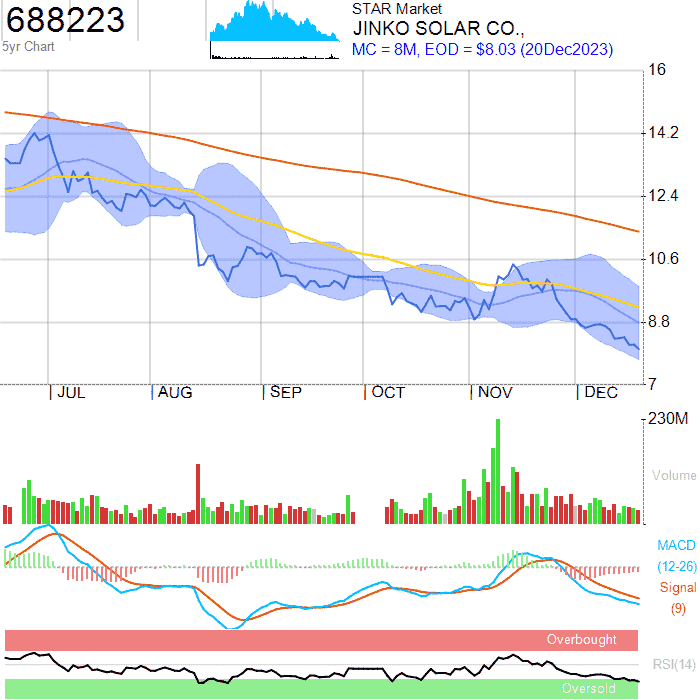 688223
5yr Chart
STAR Market
JINKO SOLAR CO.,
MC = 8M, EOD = $8.03 (20Dec2023)
16
14.2
12.4
10.6
8.8
7
JUL AUG SEP OCT NOV DEC
230M
Volume
MACD
(12-26)
Signal
(9)
Overbought
RSI(14)
Oversold